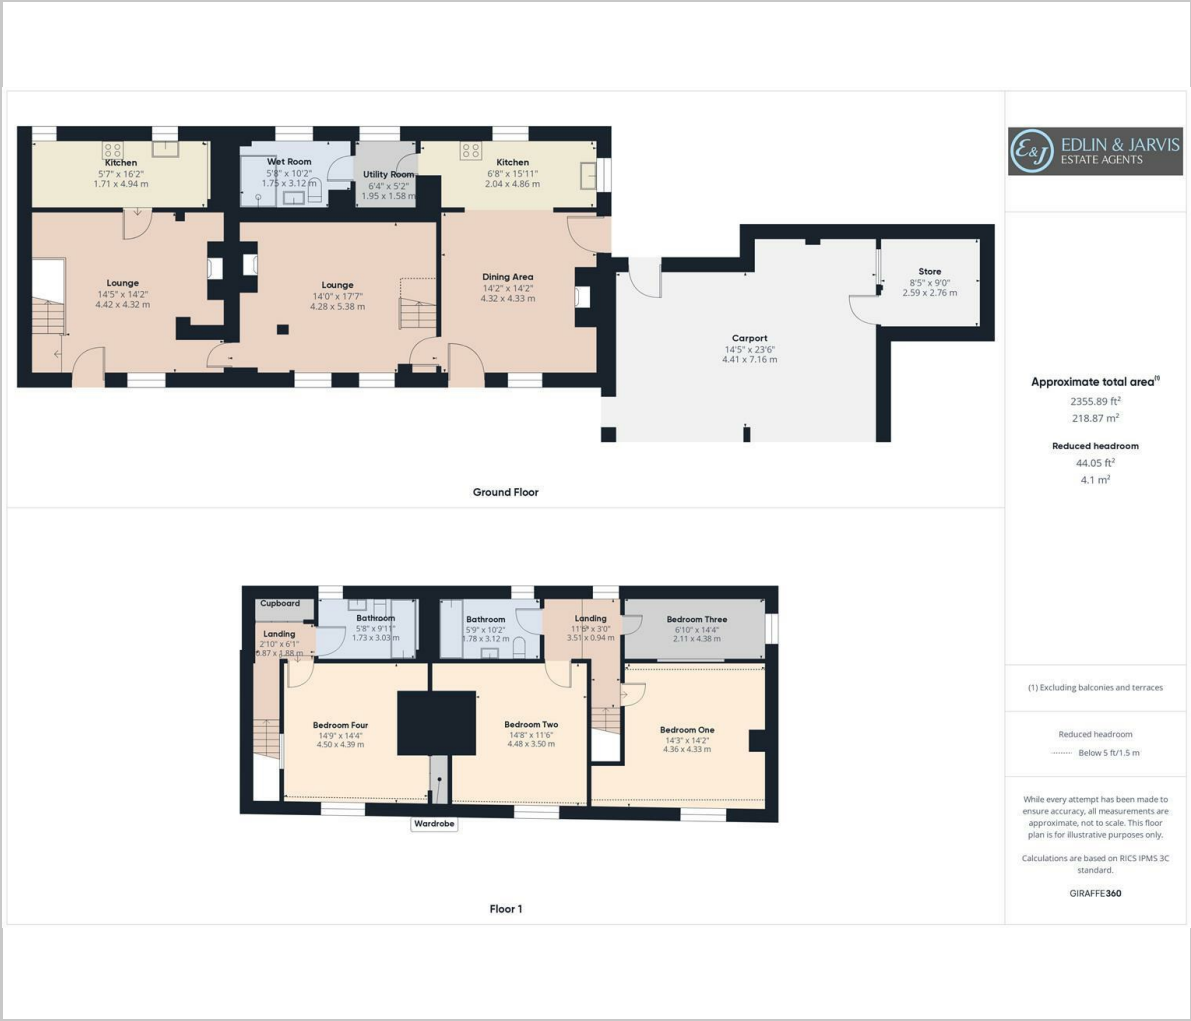 Kitchen
5'7" x 16'2"
1.71 x 4.94 m
Wet Room
5'8" x 10'2"
1.75 x 3.12 m
Utility Room
6'4" x 5'2"
1.95 x 1.58 m
Kitchen
6'8" x 15'11"
2.04 x 4.86 m
Lounge
14'5" x 14'2"
4.42 x 4.32 m
Lounge
14'0" x 17'7"
4.28 x 5.38 m
Dining Area
14'2" x 14'2"
4.32 x 4.33 m
Carport
14'5" x 23'6"
4.41 x 7.16 m
Store
8'5" x 9'0"
2.59 x 2.76 m
Ground Floor
Cupboard
Landing
2'10" x 6'1"
0.87 x 1.88 m
Bathroom
5'8" x 9'11"
1.73 x 3.03 m
Bathroom
5'9" x 10'2"
1.78 x 3.12 m
Landing
11'6" x 3'0"
3.51 x 0.94 m
Bedroom Three
6'10" x 14'4"
2.11 x 4.38 m
Bedroom Four
14'9" x 14'4"
4.50 x 4.39 m
Bedroom Two
14'8" x 11'6"
4.48 x 3.50 m
Bedroom One
14'3" x 14'2"
4.36 x 4.33 m
Wardrobe
Floor 1
E&J
EDLIN & JARVIS
ESTATE AGENTS
Approximate total area(1)
2355.89 ft²
218.87 m²
Reduced headroom
44.05 ft²
4.1 m²
(1) Excluding balconies and terraces
Reduced headroom
Below 5 ft/1.5 m
While every attempt has been made to
ensure accuracy, all measurements are
approximate, not to scale. This floor
plan is for illustrative purposes only.
Calculations are based on RICS IPMS 3C
standard.
GIRAFFE360